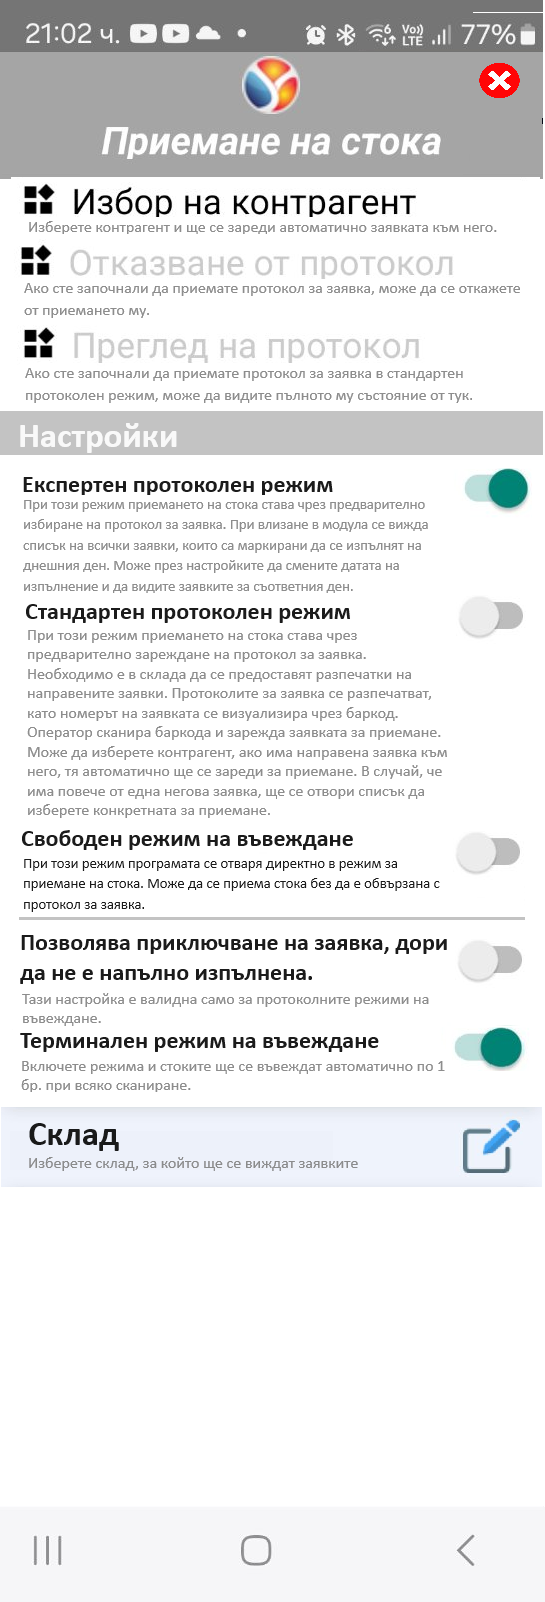 21:02 ч.
Vo)) LTE
77%
Приемане на стока
Избор на контрагент
Изберете контрагент и ще се зареди автоматично заявката към него.
Отказване от протокол
Ако сте започнали да приемате протокол за заявка, може да се откажете
от приемането му.
Преглед на протокол
Ако сте започнали да приемате протокол за заявка в стандартен
протоколен режим, може да видите пълното му състояние от тук.
Настройки
Експертен протоколен режим
При този режим приемането на стока става чрез предварително
избиране на протокол за заявка. При влизане в модула се вижда
списък на всички заявки, които са маркирани да се изпълнят на
днешния ден. Може през настройките да смените датата на
изпълнение и да видите заявките за съответния ден.
Стандартен протоколен режим
При този режим приемането на стока става чрез
предварително зареждане на протокол за заявка.
Необходимо е в склада да се предоставят разпечатки на
направените заявки. Протоколите за заявка се разпечатват,
като номерът на заявката се визуализира чрез баркод.
Оператор сканира баркода и зарежда заявката за приемане.
Може да изберете контрагент, ако има направена заявка към
него, тя автоматично ще се зареди за приемане. В случай, че
има повече от една негова заявка, ще се отвори списък да
изберете конкретната за приемане.
Свободен режим на въвеждане
При този режим програмата се отваря директно в режим за
приемане на стока. Може да се приема стока без да е обвързана с
протокол за заявка.
Позволява приключване на заявка, дори
да не е напълно изпълнена.
Тази настройка е валидна само за протоколните режими на
въвеждане.
Терминален режим на въвеждане
Включете режима и стоките ще се въвеждат автоматично по 1
бр. при всяко сканиране.
Склад
Изберете склад, за който ще се виждат заявките